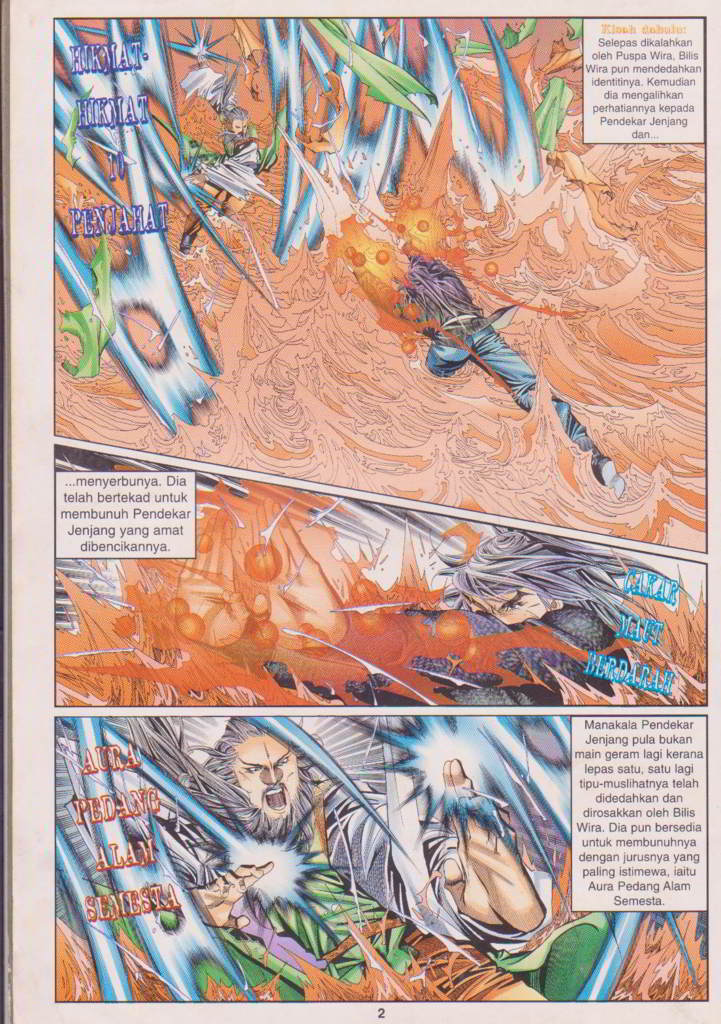 HIKMAT-
HIKMAT
10
PENJAHAT
Kisah dahulu:
Selepas dikalahkan
oleh Puspa Wira, Bilis
Wira pun mendedahkan
identitinya. Kemudian
dia mengalihkan
perhatiannya kepada
Pendekar Jenjang
dan...
...menyerbunya. Dia
telah bertekad untuk
membunuh Pendekar
Jenjang yang amat
dibencikannya.
CAKAR
MAUT
BERDARAH
AURA
PEDANG
ALAM
SEMESTA
Manakala Pendekar
Jenjang pula bukan
main geram lagi kerana
lepas satu, satu lagi
tipu-muslihatnya telah
didedahkan dan
dirosakkan oleh Bilis
Wira. Dia pun bersedia
untuk membunuhnya
dengan jurusnya yang
paling istimewa, iaitu
Aura Pedang Alam
Semesta.
2